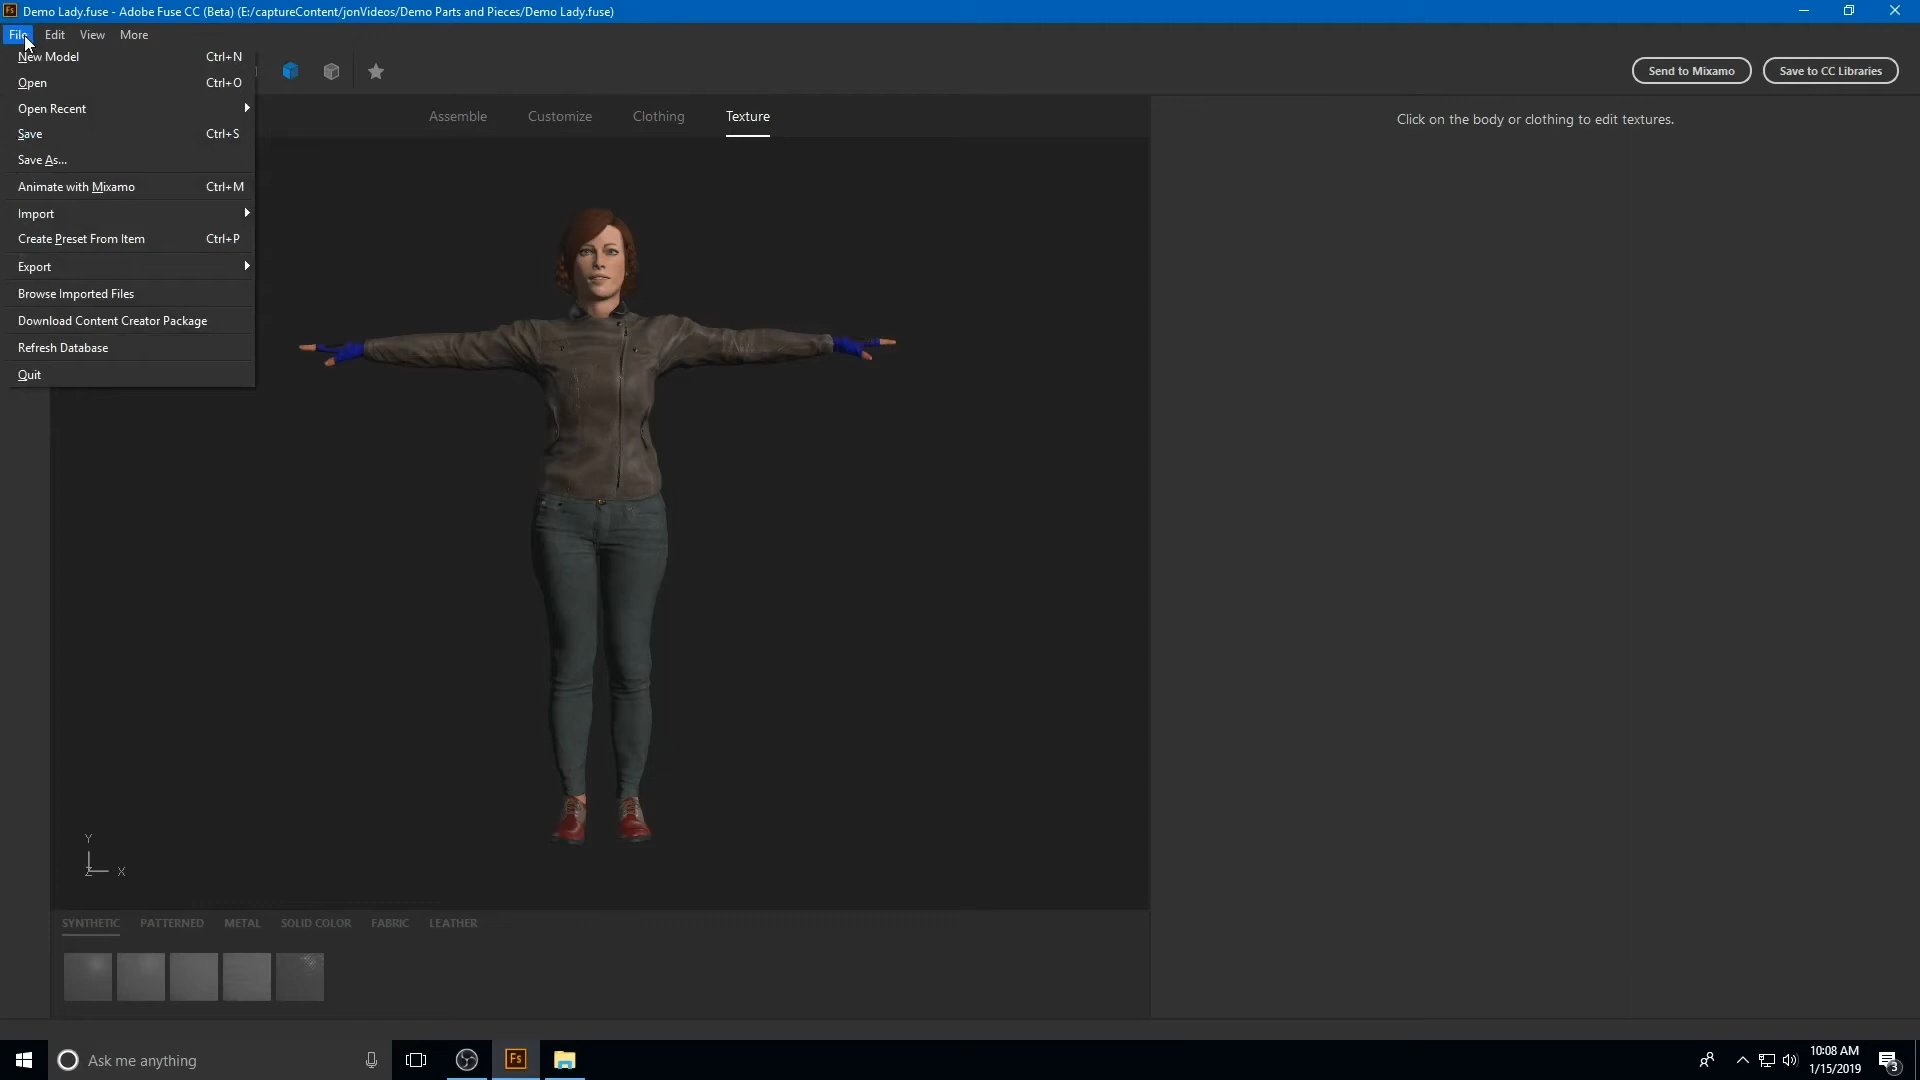 Fs Demo Lady.fuse - Adobe Fuse CC (Beta) (E:/captureContent/jonVideos/Demo Parts and Pieces/Demo Lady.fuse)
File Edit View More
New Model Ctrl+N
Open Ctrl+O
Open Recent
Save Ctrl+S
Save As...
Animate with Mixamo Ctrl+M
Import
Create Preset From Item Ctrl+P
Export
Browse Imported Files
Download Content Creator Package
Refresh Database
Quit
Send to Mixamo Save to CC Libraries
Assemble Customize Clothing Texture
Click on the body or clothing to edit textures.
Y
Z X
SYNTHETIC PATTERNED METAL SOLID COLOR FABRIC LEATHER
Ask me anything
Fs
10:08 AM
1/15/2019
3